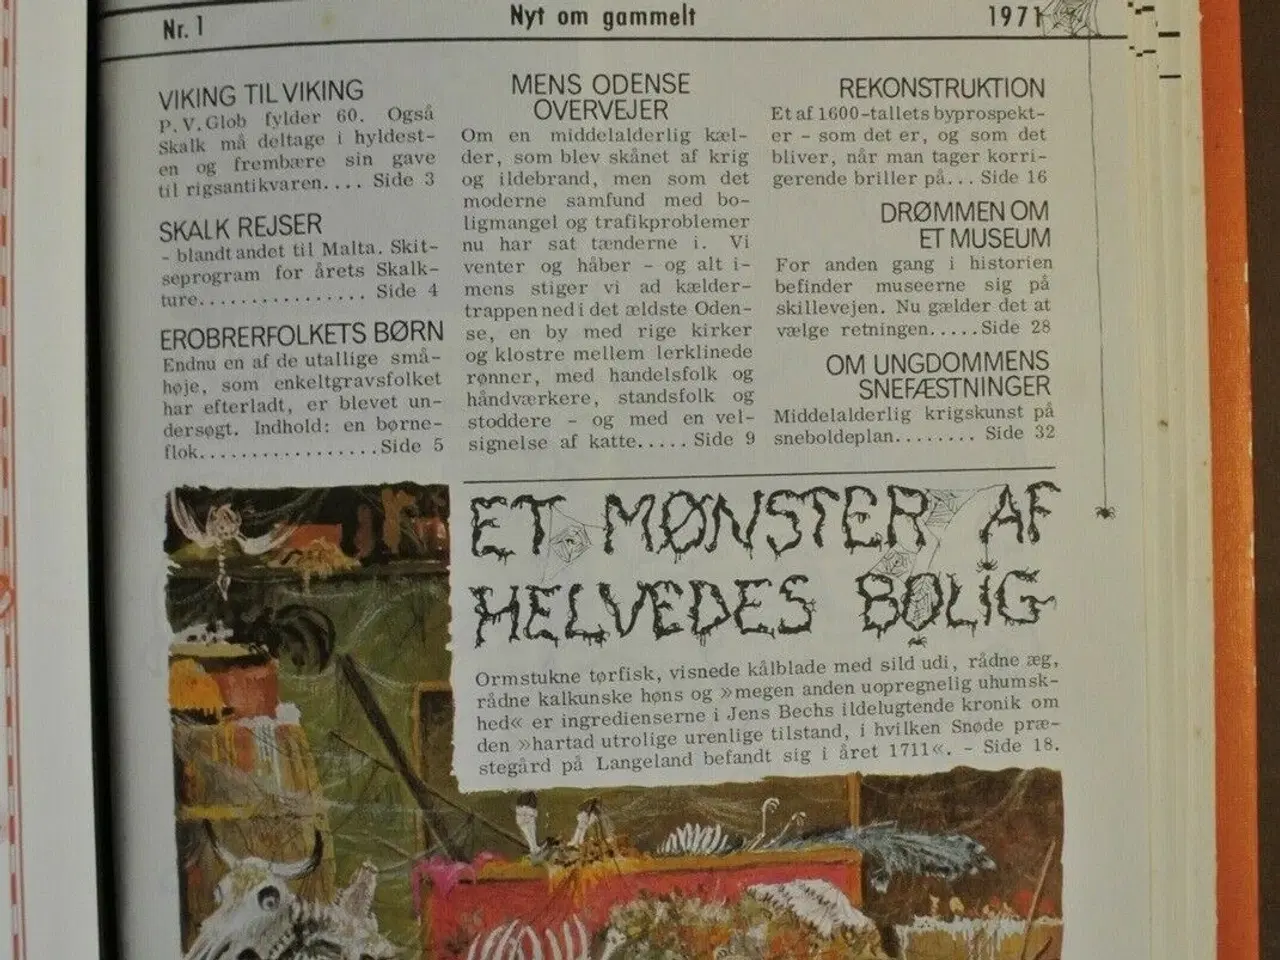 Nr. 1
Nyt om gammelt
1971
VIKING TIL VIKING
P.V.Glob fylder 60. Også
Skalk må deltage i hyldest-
en og frembære sin gave
til rigsantikvaren.... Side 3
SKALK REJSER
- blandt andet til Malta. Skit-
seprogram for årets Skalk-
ture................ Side 4
EROBRERFOLKETS BØRN
Endnu en af de utallige små-
høje, som enkeltgravsfolket
har efterladt, er blevet un-
dersøgt. Indhold: en børne-
flok.................Side 5
MENS ODENSE
OVERVEJER
Om en middelalderlig kæl-
der, som blev skånet af krig
og ildebrand, men som det
moderne samfund med bo-
ligmangel og trafikproblemer
nu har sat tænderne i. Vi
venter og håber - og alt i-
mens stiger vi ad kælder-
trappen ned i det ældste Oden-
se, en by med rige kirker
og klostre mellem lerklinede
rønner, med handelsfolk og
håndværkere, standsfolk og
stoddere - og med en vel-
signelse af katte..... Side 9
REKONSTRUKTION
Et af 1600-tallets byprospekt-
er - som det er, og som det
bliver, når man tager korri-
gerende briller på... Side 16
DRØMMEN OM
ET MUSEUM
For anden gang i historien
befinder museerne sig på
skillevejen. Nu gælder det at
vælge retningen.....Side 28
OM UNGDOMMENS
SNEFÆSTNINGER
Middelalderlig krigskunst på
sneboldeplan........ Side 32
ET MØNSTER AF
HELVEDES BOLIG
Ormstukne tørfisk, visnede kålblade med sild udi, rådne æg,
rådne kalkunske høns og »megen anden uopregnelig uhumsk-
hed« er ingredienserne i Jens Bechs ildelugtende kronik om
den »hartad utrolige urenlige tilstand, i hvilken Snøde præ-
stegård på Langeland befandt sig i året 1711«. - Side 18.